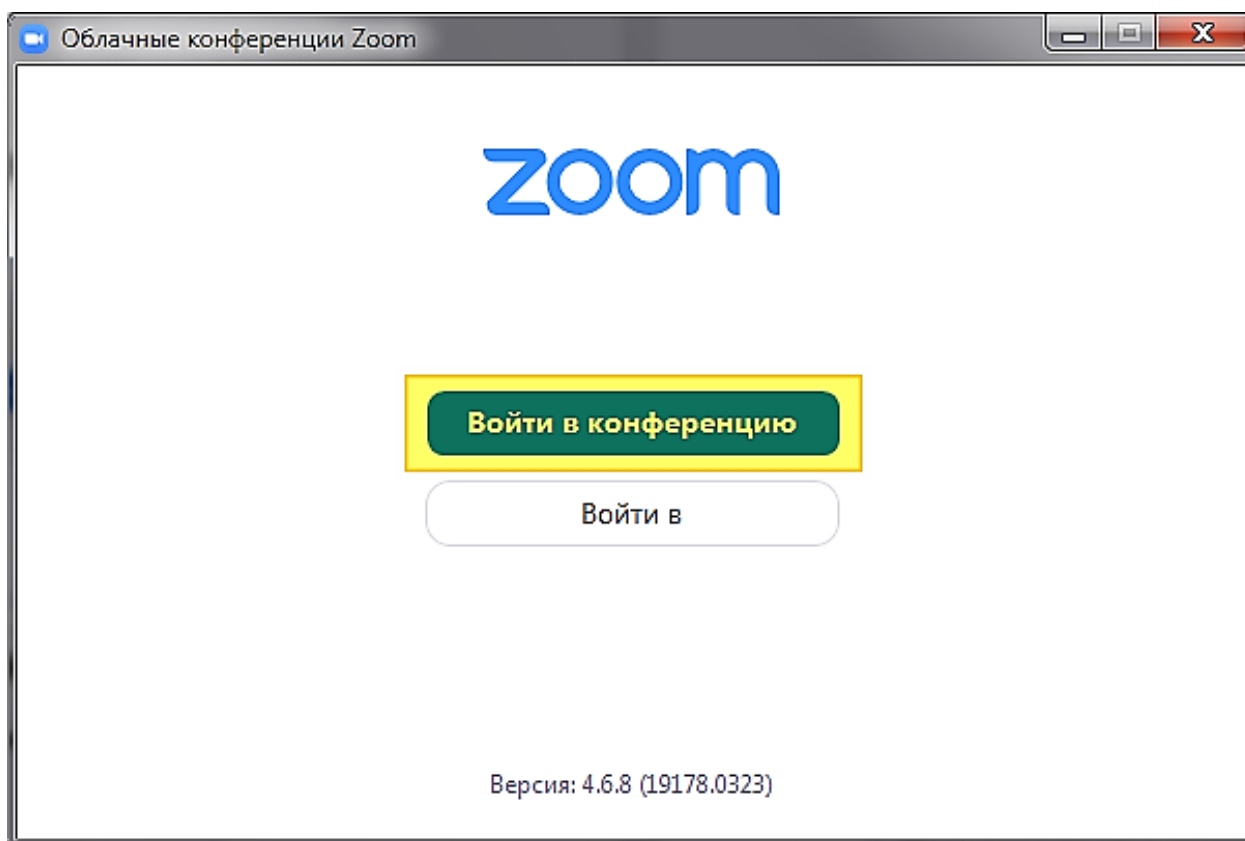 Облачные конференции Zoom
zoom
Войти в конференцию
Войти в
Версия: 4.6.8 (19178.0323)